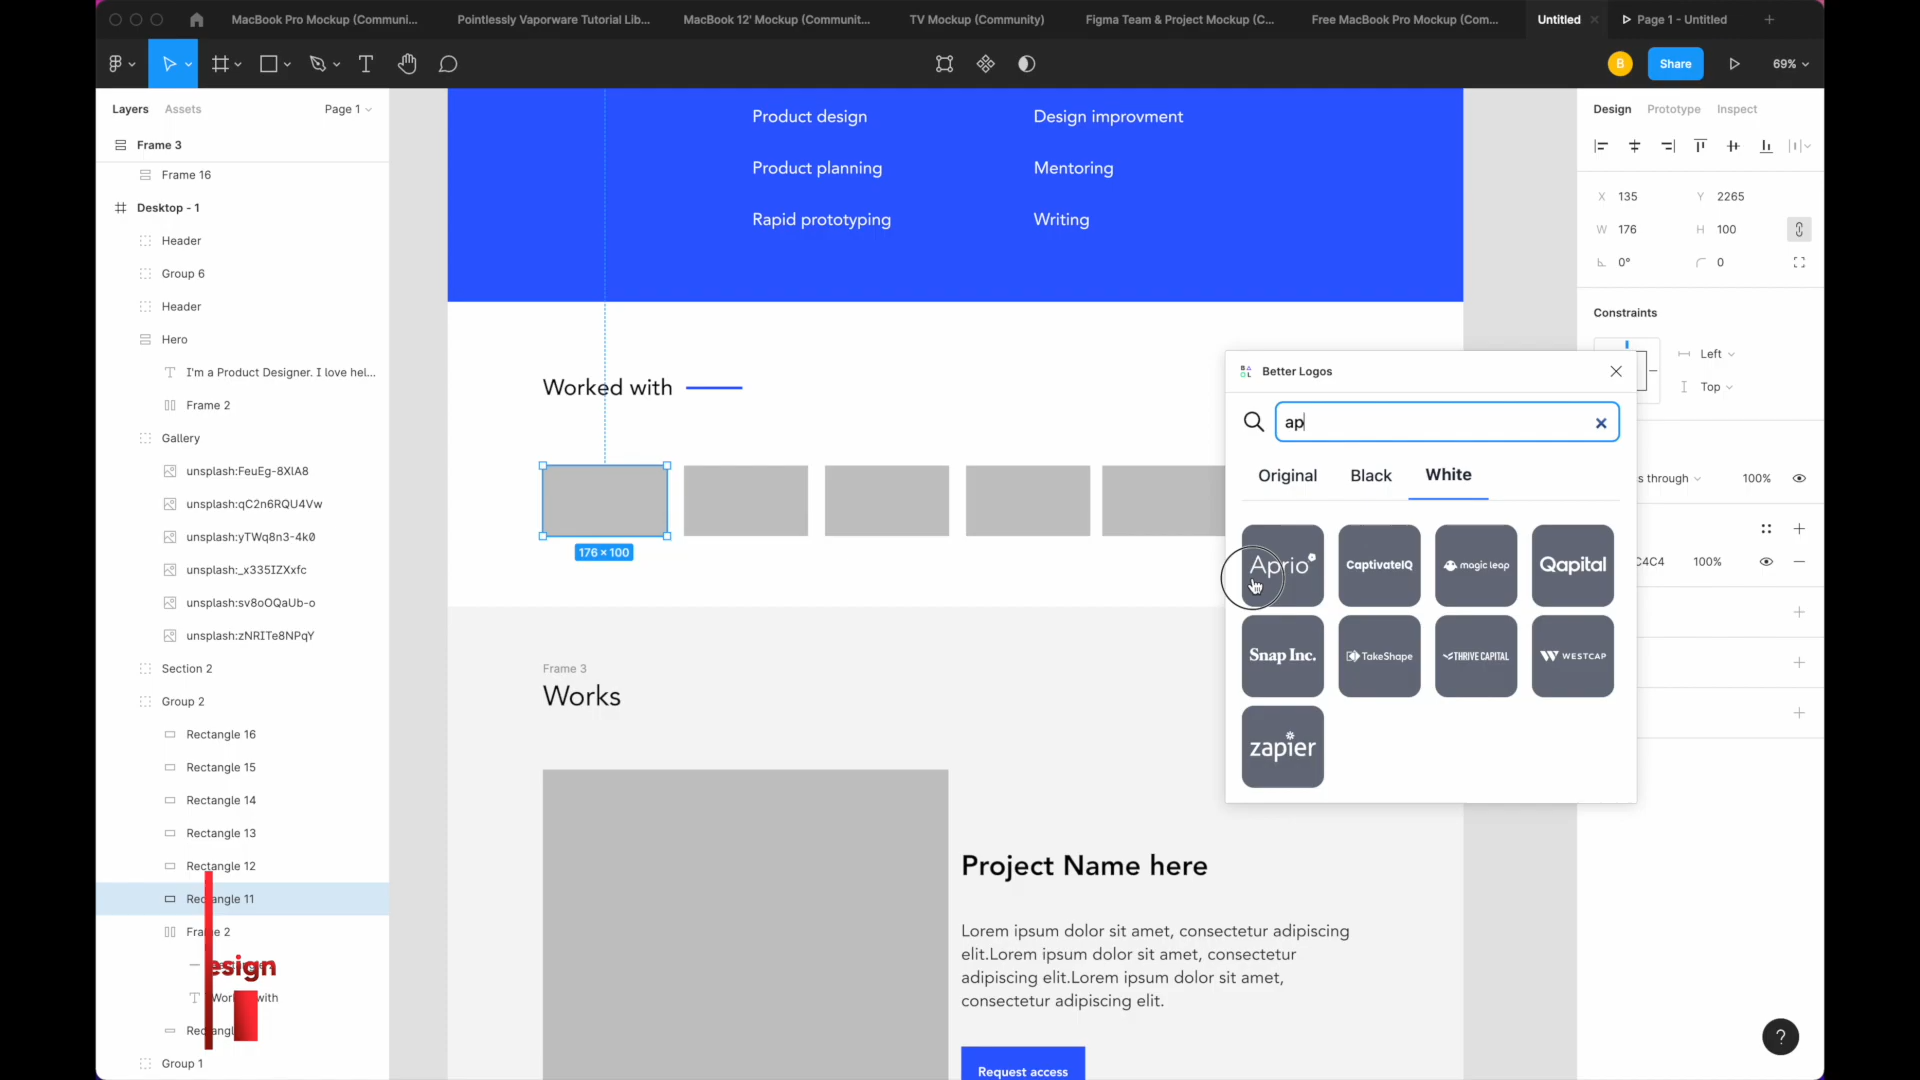 MacBook Pro Mockup (Communi...
Pointlessly Vaporware Tutorial Lib...
MacBook 12' Mockup (Communit...
TV Mockup (Community)
Figma Team & Project Mockup (C...
Free MacBook Pro Mockup (Com...
Untitled
Page 1 - Untitled
B
Share
69%
Layers
Assets
Page 1
Frame 3
Frame 16
Desktop - 1
Header
Group 6
Header
Hero
I'm a Product Designer. I love hel...
Frame 2
Gallery
unsplash:FeuEg-8XlA8
unsplash:qC2n6RQU4Vw
unsplash:yTWq8n3-4k0
unsplash:_x335IZXxfc
unsplash:sv8oOQaUb-o
unsplash:zNRITe8NPqY
Section 2
Group 2
Rectangle 16
Rectangle 15
Rectangle 14
Rectangle 13
Rectangle 12
Rectangle 11
Frame 2
esign
Group 1
Product design
Design improvment
Product planning
Mentoring
Rapid prototyping
Writing
Worked with
176 × 100
Frame 3
Works
Project Name here
Lorem ipsum dolor sit amet, consectetur adipiscing
elit.Lorem ipsum dolor sit amet, consectetur
adipiscing elit.Lorem ipsum dolor sit amet,
consectetur adipiscing elit.
Request access
Better Logos
ap
Original
Black
White
Aprio
CaptivateIQ
magic leap
Qapital
Snap Inc.
TakeShape
THRIVE CAPITAL
WESTCAP
zapier
Design
Prototype
Inspect
X 135
Y 2265
W 176
H 100
0°
0
Constraints
Left
Top
s through
100%
C4C4
100%
?